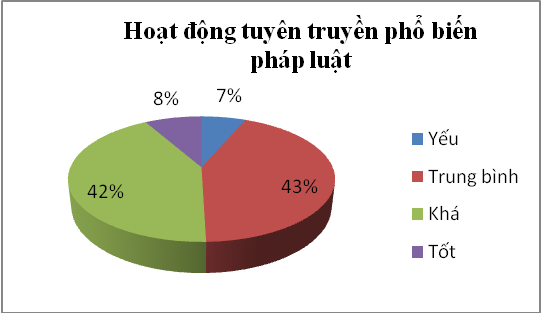 Hoạt động tuyên truyền phổ biến
pháp luật
8%
7%
42%
43%
Yếu
Trung bình
Khá
Tốt